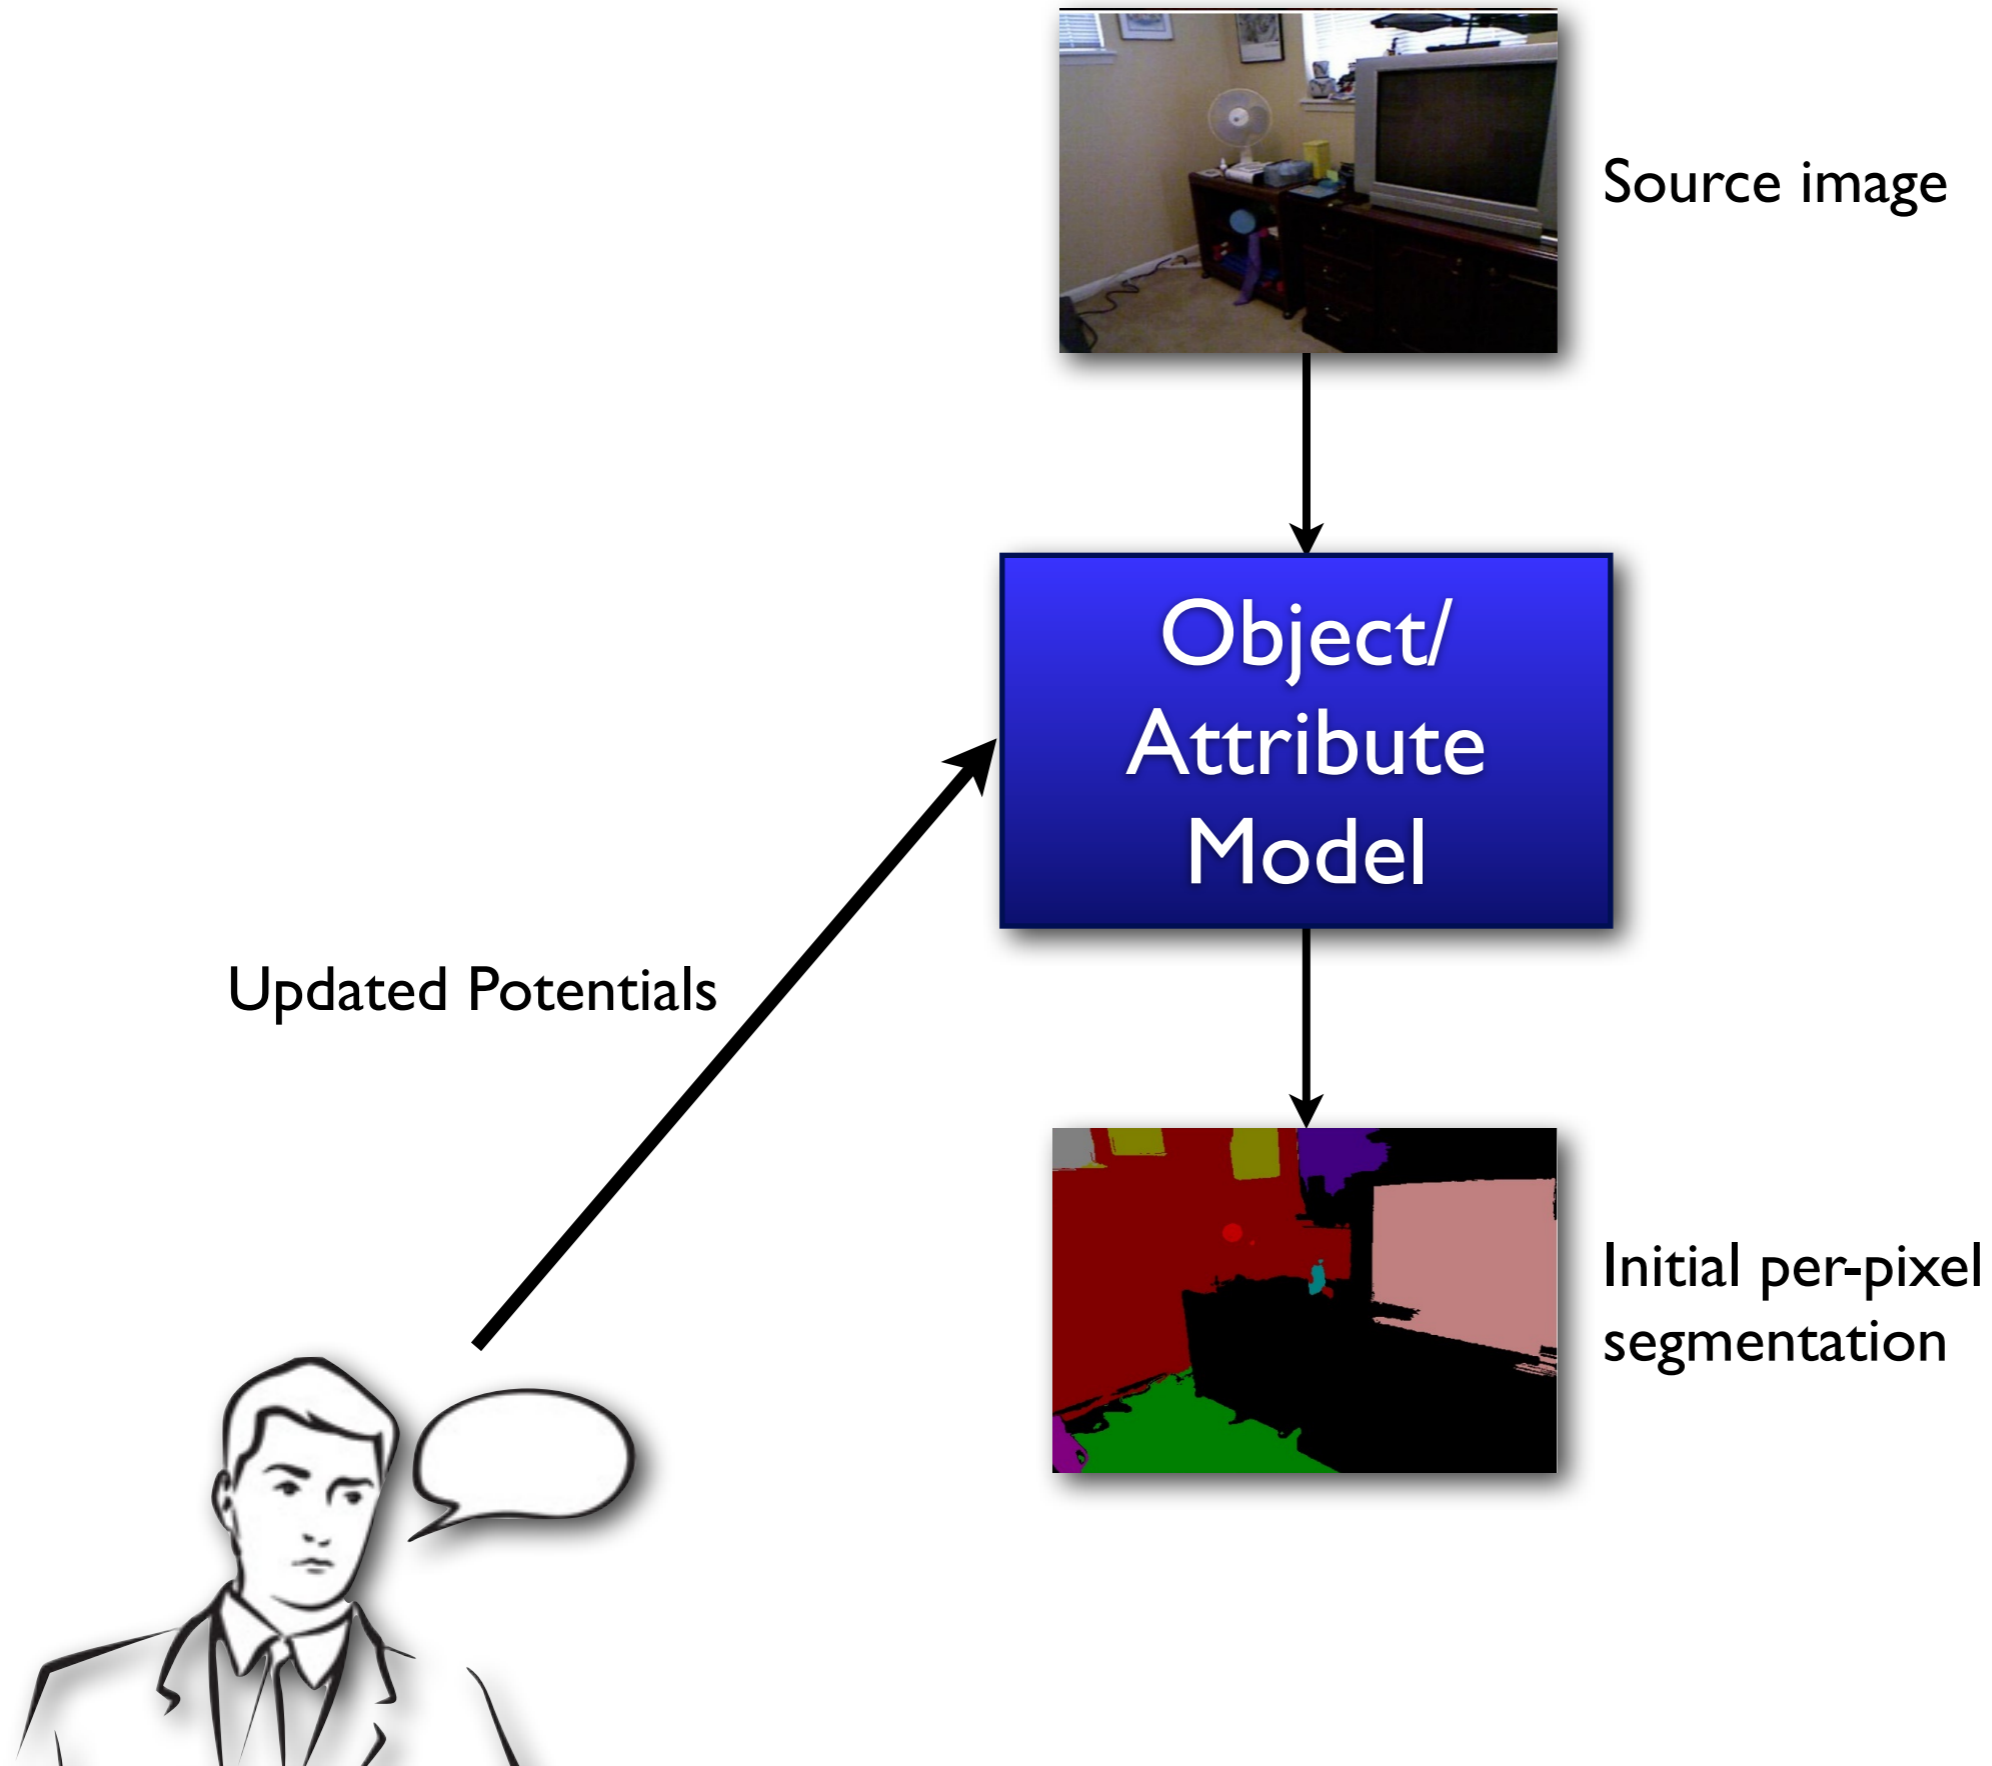 Source image
Object/
Attribute
Model
Updated Potentials
Initial per-pixel
segmentation